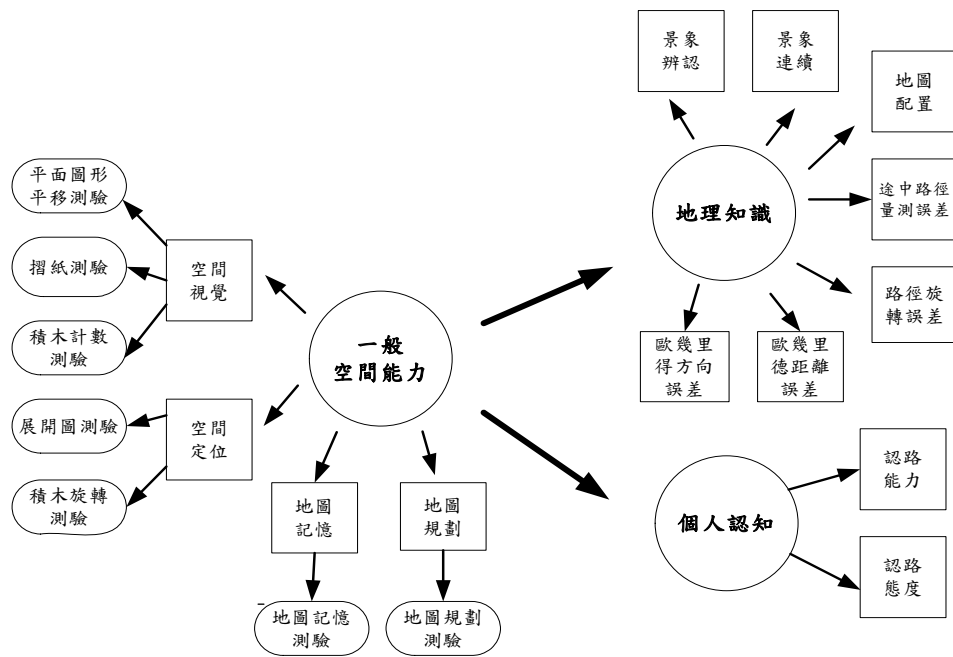 平面圖形
平移測驗
摺紙測驗
積木計數
測驗
展開圖測驗
積木旋轉
測驗
空間
視覺
空間
定位
一般
空間能力
地圖
記憶
地圖
規劃
地圖記憶
測驗
地圖規劃
測驗
景象
辨認
景象
連續
地圖
配置
途中路徑
量測誤差
路徑旋
轉誤差
地理知識
歐幾里
得方向
誤差
歐幾里
德距離
誤差
個人認知
認路
能力
認路
態度